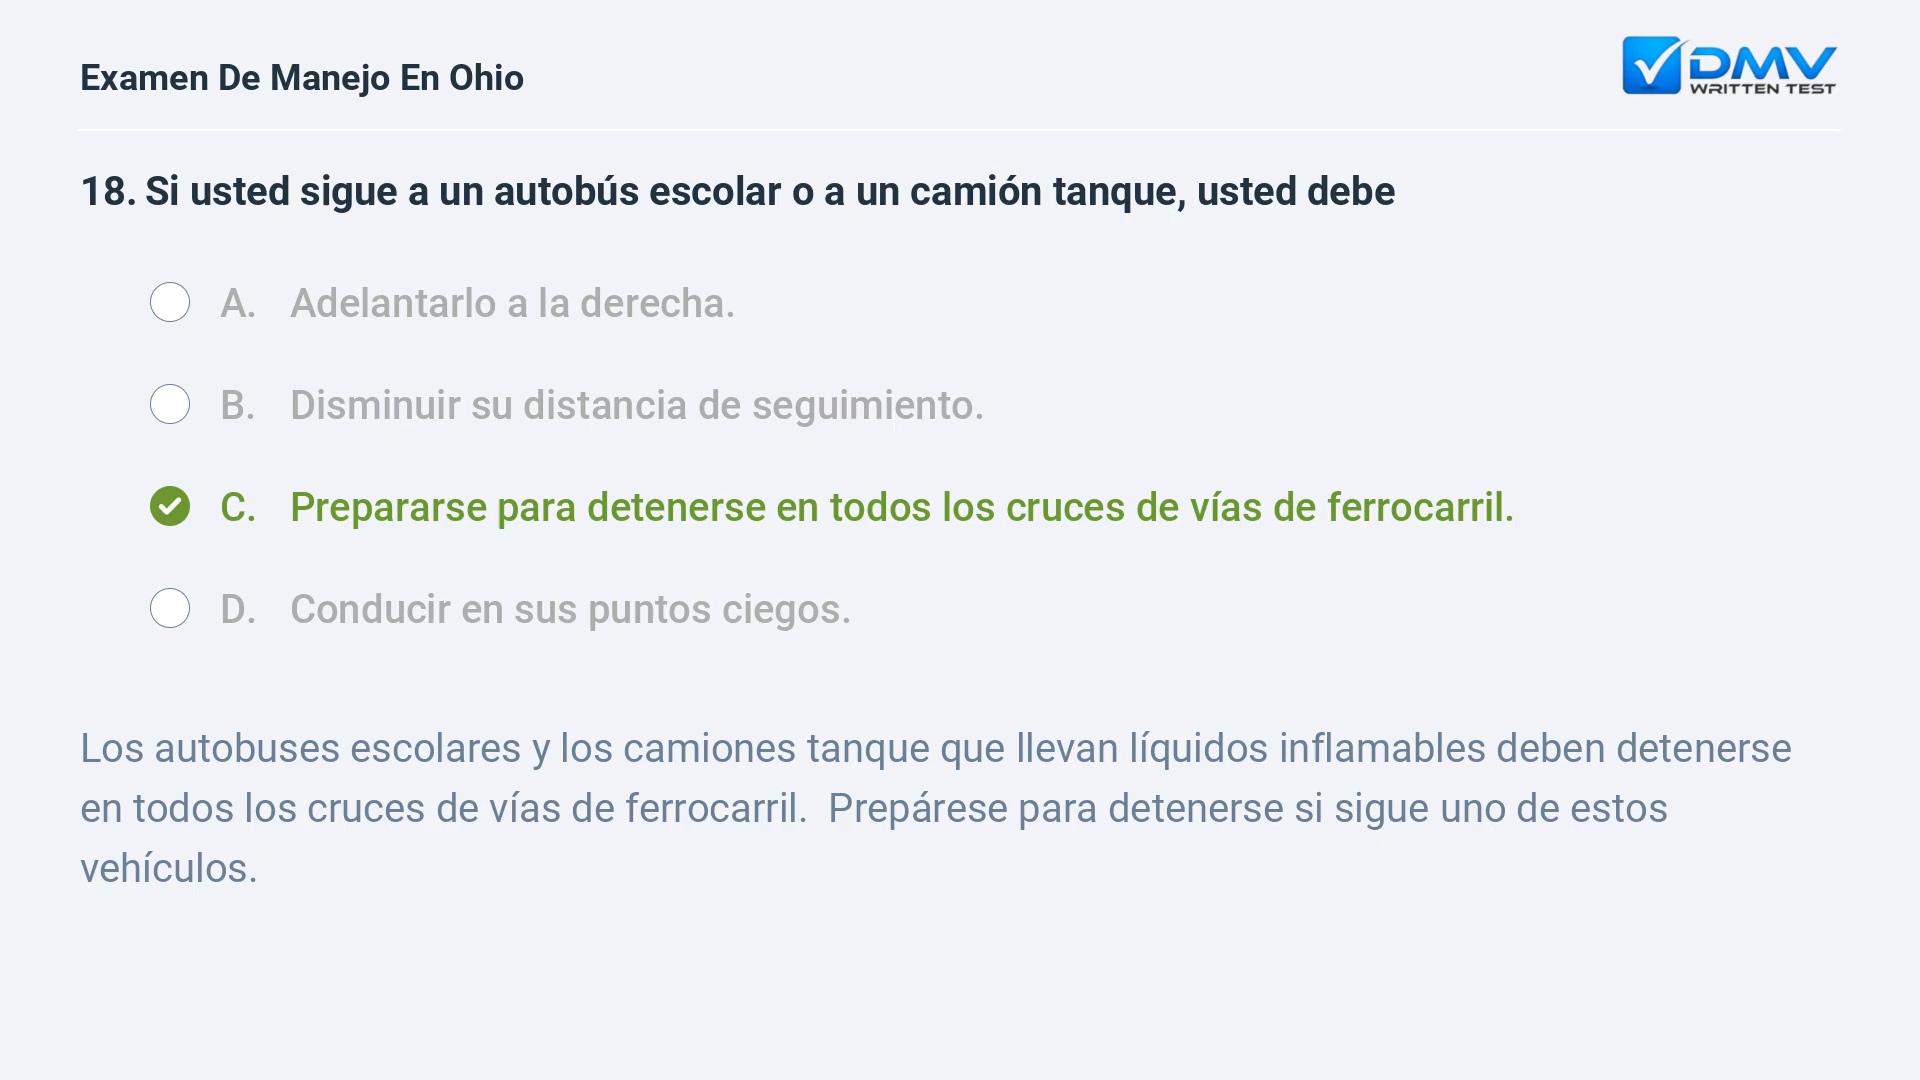 Examen De Manejo En Ohio
DMV
WRITTEN TEST
18. Si usted sigue a un autobús escolar o a un camión tanque, usted debe
A. Adelantarlo a la derecha.
B. Disminuir su distancia de seguimiento.
C. Prepararse para detenerse en todos los cruces de vías de ferrocarril.
D. Conducir en sus puntos ciegos.
Los autobuses escolares y los camiones tanque que llevan líquidos inflamables deben detenerse
en todos los cruces de vías de ferrocarril.  Prepárese para detenerse si sigue uno de estos
vehículos.